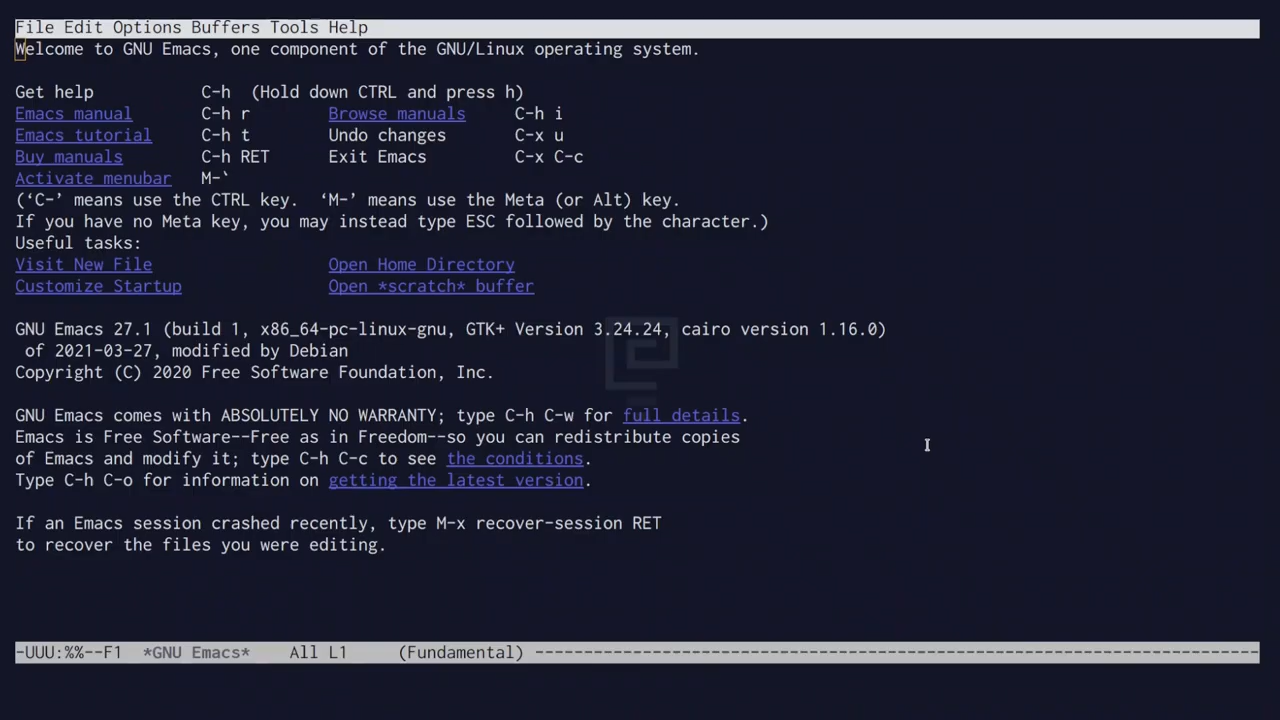 File Edit Options Buffers Tools Help
Welcome to GNU Emacs, one component of the GNU/Linux operating system.
Get help C-h (Hold down CTRL and press h)
Emacs manual C-h r Browse manuals C-h i
Emacs tutorial C-h t Undo changes C-x u
Buy manuals C-h RET Exit Emacs C-x C-c
Activate menubar M-`
(‘C-’ means use the CTRL key. ‘M-’ means use the Meta (or Alt) key.
If you have no Meta key, you may instead type ESC followed by the character.)
Useful tasks:
Visit New File Open Home Directory
Customize Startup Open *scratch* buffer
GNU Emacs 27.1 (build 1, x86_64-pc-linux-gnu, GTK+ Version 3.24.24, cairo version 1.16.0)
of 2021-03-27, modified by Debian
Copyright (C) 2020 Free Software Foundation, Inc.
GNU Emacs comes with ABSOLUTELY NO WARRANTY; type C-h C-w for full details.
Emacs is Free Software--Free as in Freedom--so you can redistribute copies
of Emacs and modify it; type C-h C-c to see the conditions.
Type C-h C-o for information on getting the latest version.
If an Emacs session crashed recently, type M-x recover-session RET
to recover the files you were editing.
-UUU:%%--F1 *GNU Emacs* All L1 (Fundamental) --------------------------------------------------------------------------